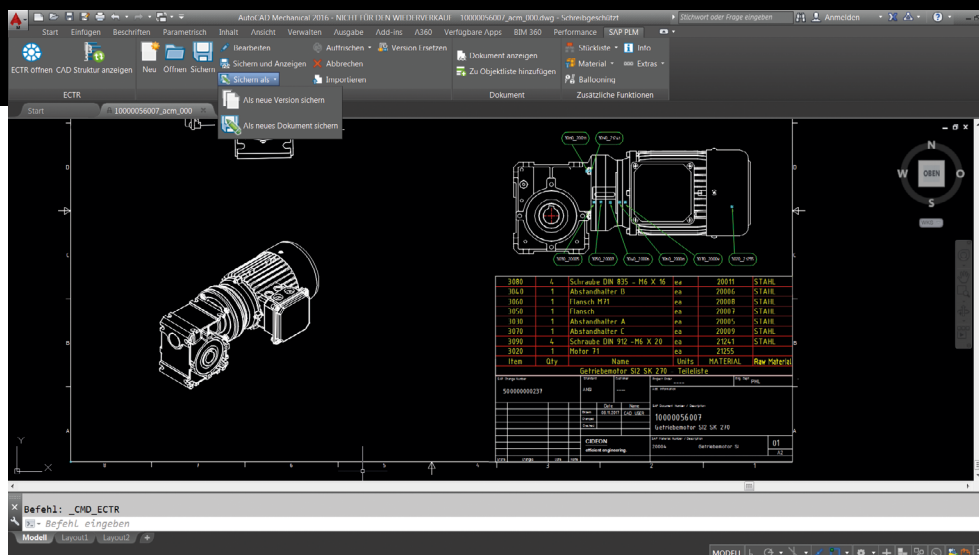 AutoCAD Mechanical 2016 - NICHT FÜR DEN WIEDERVERKAUF 10000056007_acm_000.dwg - Schreibgeschützt
Stichwort oder Frage eingeben
Anmelden
Start Einfügen Beschriften Parametrisch Inhalt Ansicht Verwalten Ausgabe Add-ins A360 Verfügbare Apps BIM 360 Performance SAP PLM
ECTR öffnen CAD Struktur anzeigen
Neu Öffnen Sichern
Bearbeiten
Sichern und Anzeigen
Sichern als
Auffrischen
Abbrechen
Importieren
Version Ersetzen
Dokument anzeigen
Zu Objektliste hinzufügen
Stückliste Info
Material Extras
Ballooning
ECTR
Dokument
Zusätzliche Funktionen
Als neue Version sichern
Als neues Dokument sichern
Start
10000056007_acm_000
N
W OBEN O
S
3080 4 Schraube DIN 835 - M6 X 16 ea 20011 STAHL
3040 1 Abstandhalter B ea 20006 STAHL
3060 1 Flansch M71 ea 20008 STAHL
3050 1 Flansch ea 20007 STAHL
3030 1 Abstandhalter A ea 20005 STAHL
3070 1 Abstandhalter C ea 20009 STAHL
3090 4 Schraube DIN 912 -M6 X 20 ea 21241 STAHL
3020 1 Motor 71 ea 21255
Item Qty Name Units MATERIAL Raw Material
Getriebemotor SI2 SK 270 - Teileliste
500000000237
10000056007
Getriebemotor SI2 SK 270
CIDEON
efficient engineering.
20004 Getriebemotor SI
01
A2
Y
X
Befehl: _CMD_ECTR
Befehl eingeben
Modell Layout1 Layout2 +
MODELL